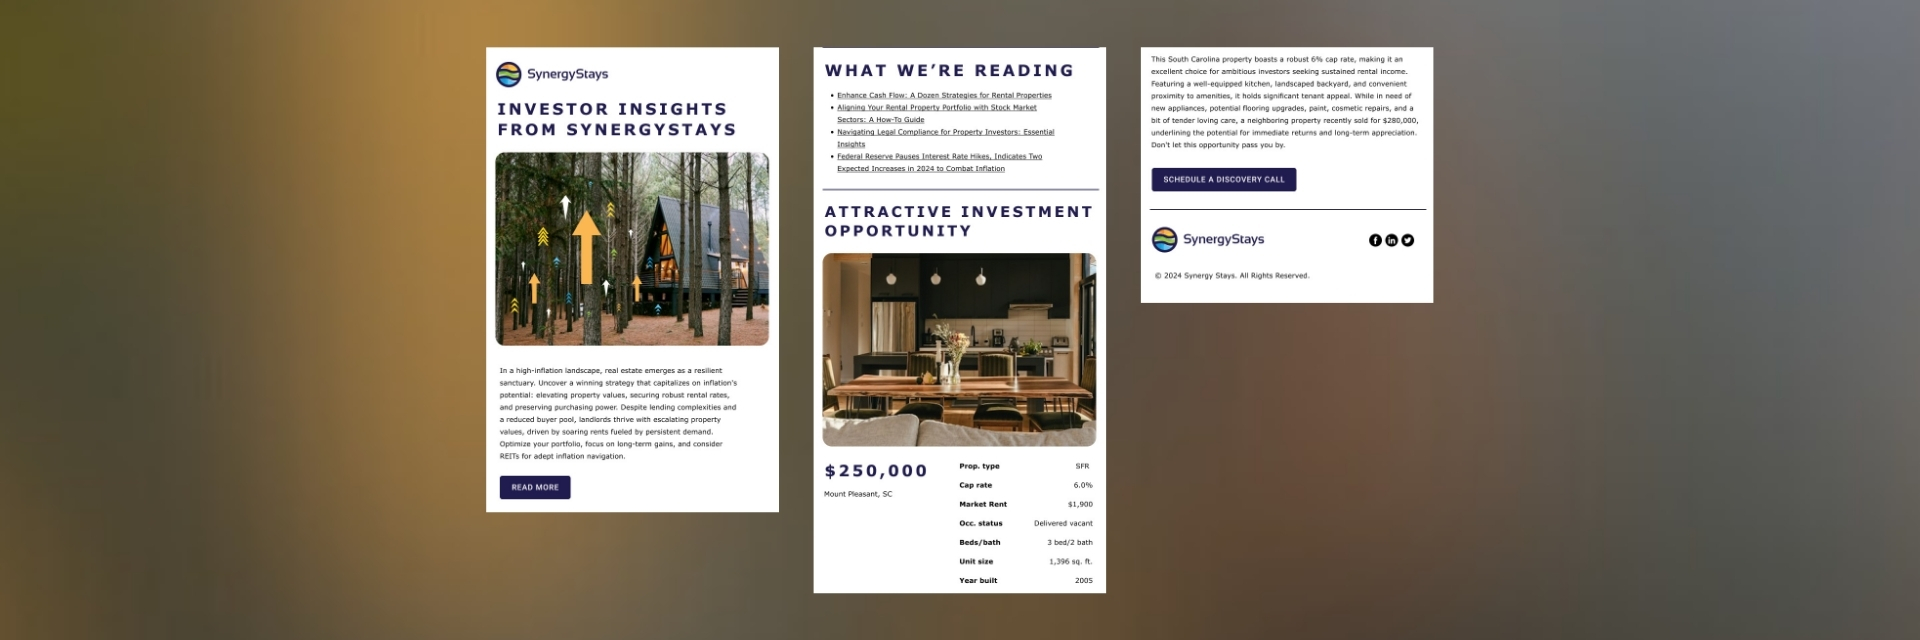 SynergyStays
INVESTOR INSIGHTS
FROM SYNERGYSTAYS
In a high-inflation landscape, real estate emerges as a resilient
sanctuary. Uncover a winning strategy that capitalizes on inflation's
potential: elevating property values, securing robust rental rates,
and preserving purchasing power. Despite lending complexities and
a reduced buyer pool, landlords thrive with escalating property
values, driven by soaring rents fueled by persistent demand.
Optimize your portfolio, focus on long-term gains, and consider
REITs for adept inflation navigation.
READ MORE
WHAT WE’RE READING
• Enhance Cash Flow: A Dozen Strategies for Rental Properties
• Aligning Your Rental Property Portfolio with Stock Market
Sectors: A How-To Guide
• Navigating Legal Compliance for Property Investors: Essential
Insights
• Federal Reserve Pauses Interest Rate Hikes, Indicates Two
Expected Increases in 2024 to Combat Inflation
ATTRACTIVE INVESTMENT
OPPORTUNITY
$250,000
Mount Pleasant, SC
Prop. type SFR
Cap rate 6.0%
Market Rent $1,900
Occ. status Delivered vacant
Beds/bath 3 bed/2 bath
Unit size 1,396 sq. ft.
Year built 2005
This South Carolina property boasts a robust 6% cap rate, making it an
excellent choice for ambitious investors seeking sustained rental income.
Featuring a well-equipped kitchen, landscaped backyard, and convenient
proximity to amenities, it holds significant tenant appeal. While in need of
new appliances, potential flooring upgrades, paint, cosmetic repairs, and a
bit of tender loving care, a neighboring property recently sold for $280,000,
underlining the potential for immediate returns and long-term appreciation.
Don't let this opportunity pass you by.
SCHEDULE A DISCOVERY CALL
SynergyStays
© 2024 Synergy Stays. All Rights Reserved.